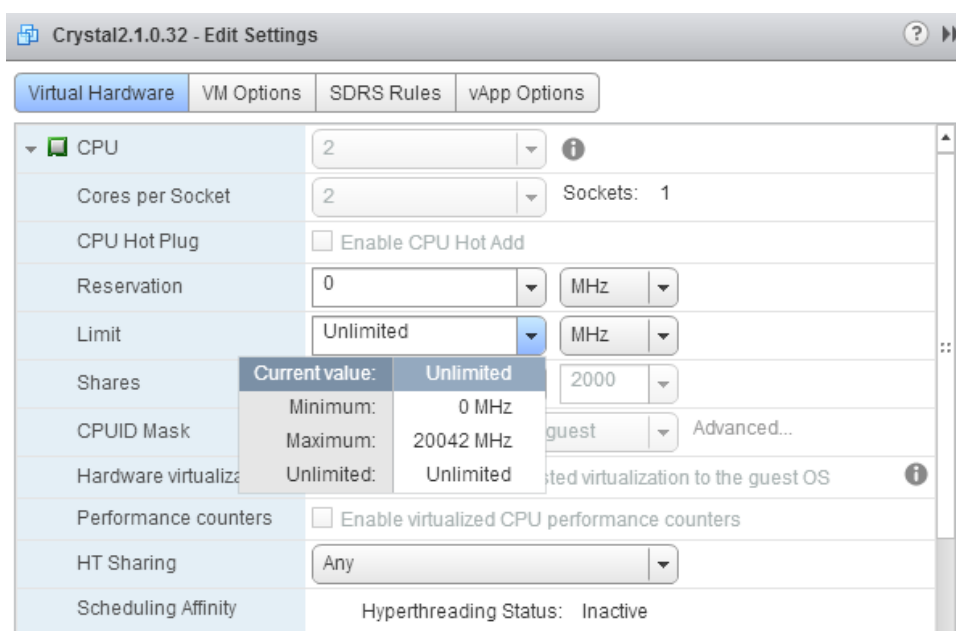 Crystal2.1.0.32 - Edit Settings
Virtual Hardware VM Options SDRS Rules vApp Options
CPU 2
Cores per Socket 2 Sockets: 1
CPU Hot Plug Enable CPU Hot Add
Reservation 0 MHz
Limit Unlimited MHz
Current value: Unlimited
Shares 2000
Minimum: 0 MHz
CPUID Mask guest Advanced...
Maximum: 20042 MHz
Hardware virtualiza sted virtualization to the guest OS
Unlimited: Unlimited
Performance counters Enable virtualized CPU performance counters
HT Sharing Any
Scheduling Affinity Hyperthreading Status: Inactive